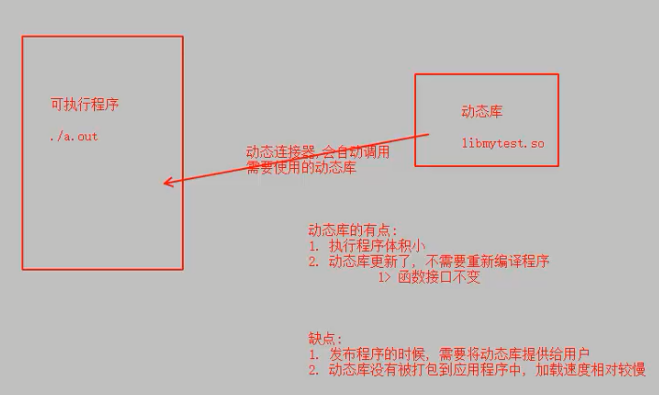 可执行程序
./a.out
动态库
libmytest.so
动态连接器,会自动调用
需要使用的动态库
动态库的有点:
1. 执行程序体积小
2. 动态库更新了, 不需要重新编译程序
1> 函数接口不变
缺点:
1. 发布程序的时候, 需要将动态库提供给用户
2. 动态库没有被打包到应用程序中, 加载速度相对较慢